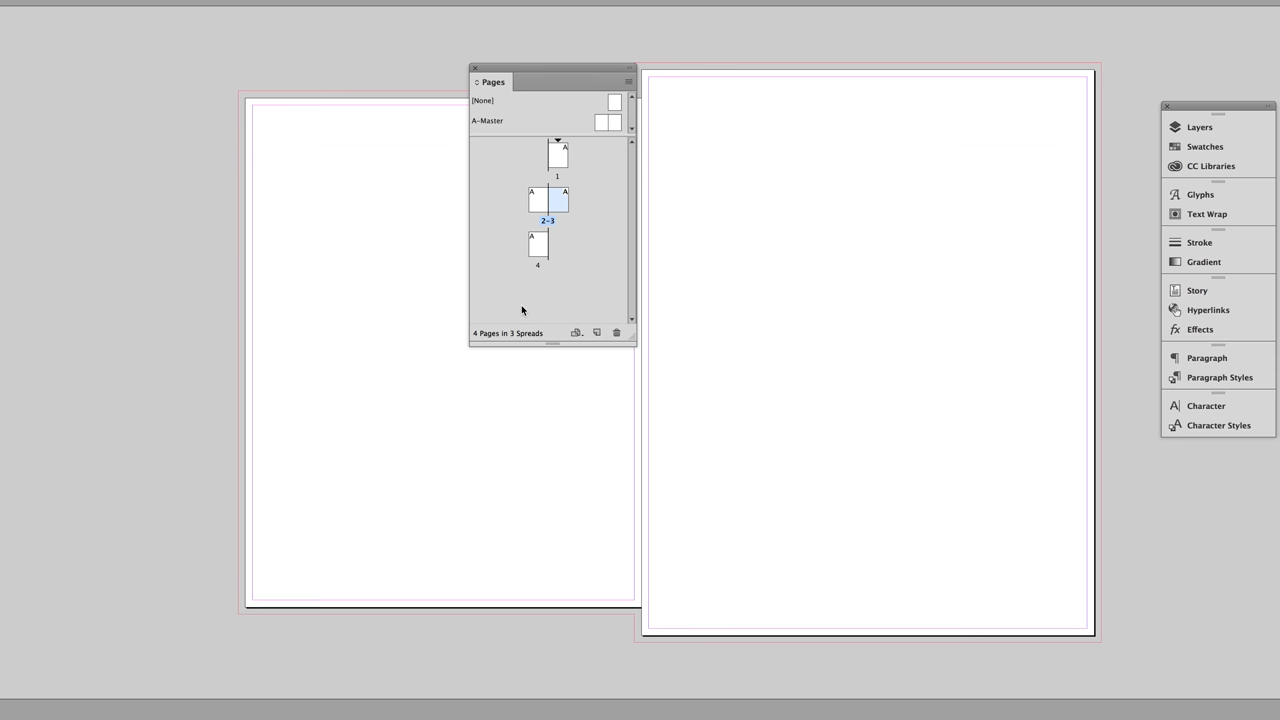 Pages
[None]
A-Master
A
1
A A
2-3
A
4
4 Pages in 3 Spreads
Layers
Swatches
CC Libraries
Glyphs
Text Wrap
Stroke
Gradient
Story
Hyperlinks
fx Effects
Paragraph
Paragraph Styles
Character
Character Styles